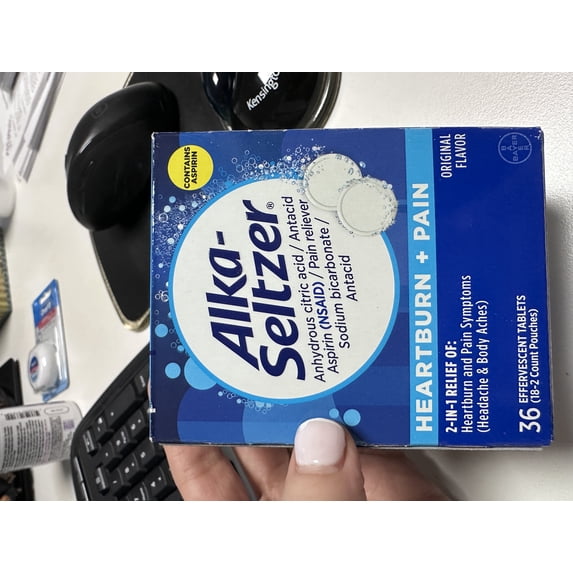 CONTAINS
ASPIRIN
Alka-
Seltzer®
Anhydrous citric acid / Antacid
Aspirin (NSAID) / Pain reliever
Sodium bicarbonate /
Antacid
HEARTBURN + PAIN
2-IN-1 RELIEF OF:
Heartburn and Pain Symptoms
(Headache & Body Aches)
ORIGINAL
FLAVOR
BAYER
36 EFFERVESCENT TABLETS
(18-2 Count Pouches)
Kensington